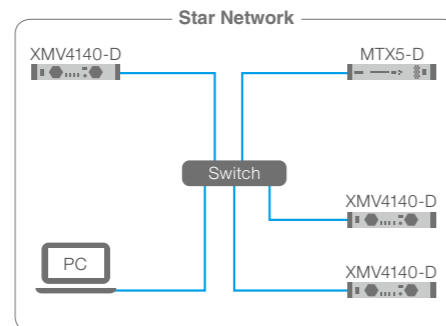 Star Network
XMV4140-D
MTX5-D
Switch
XMV4140-D
PC
XMV4140-D